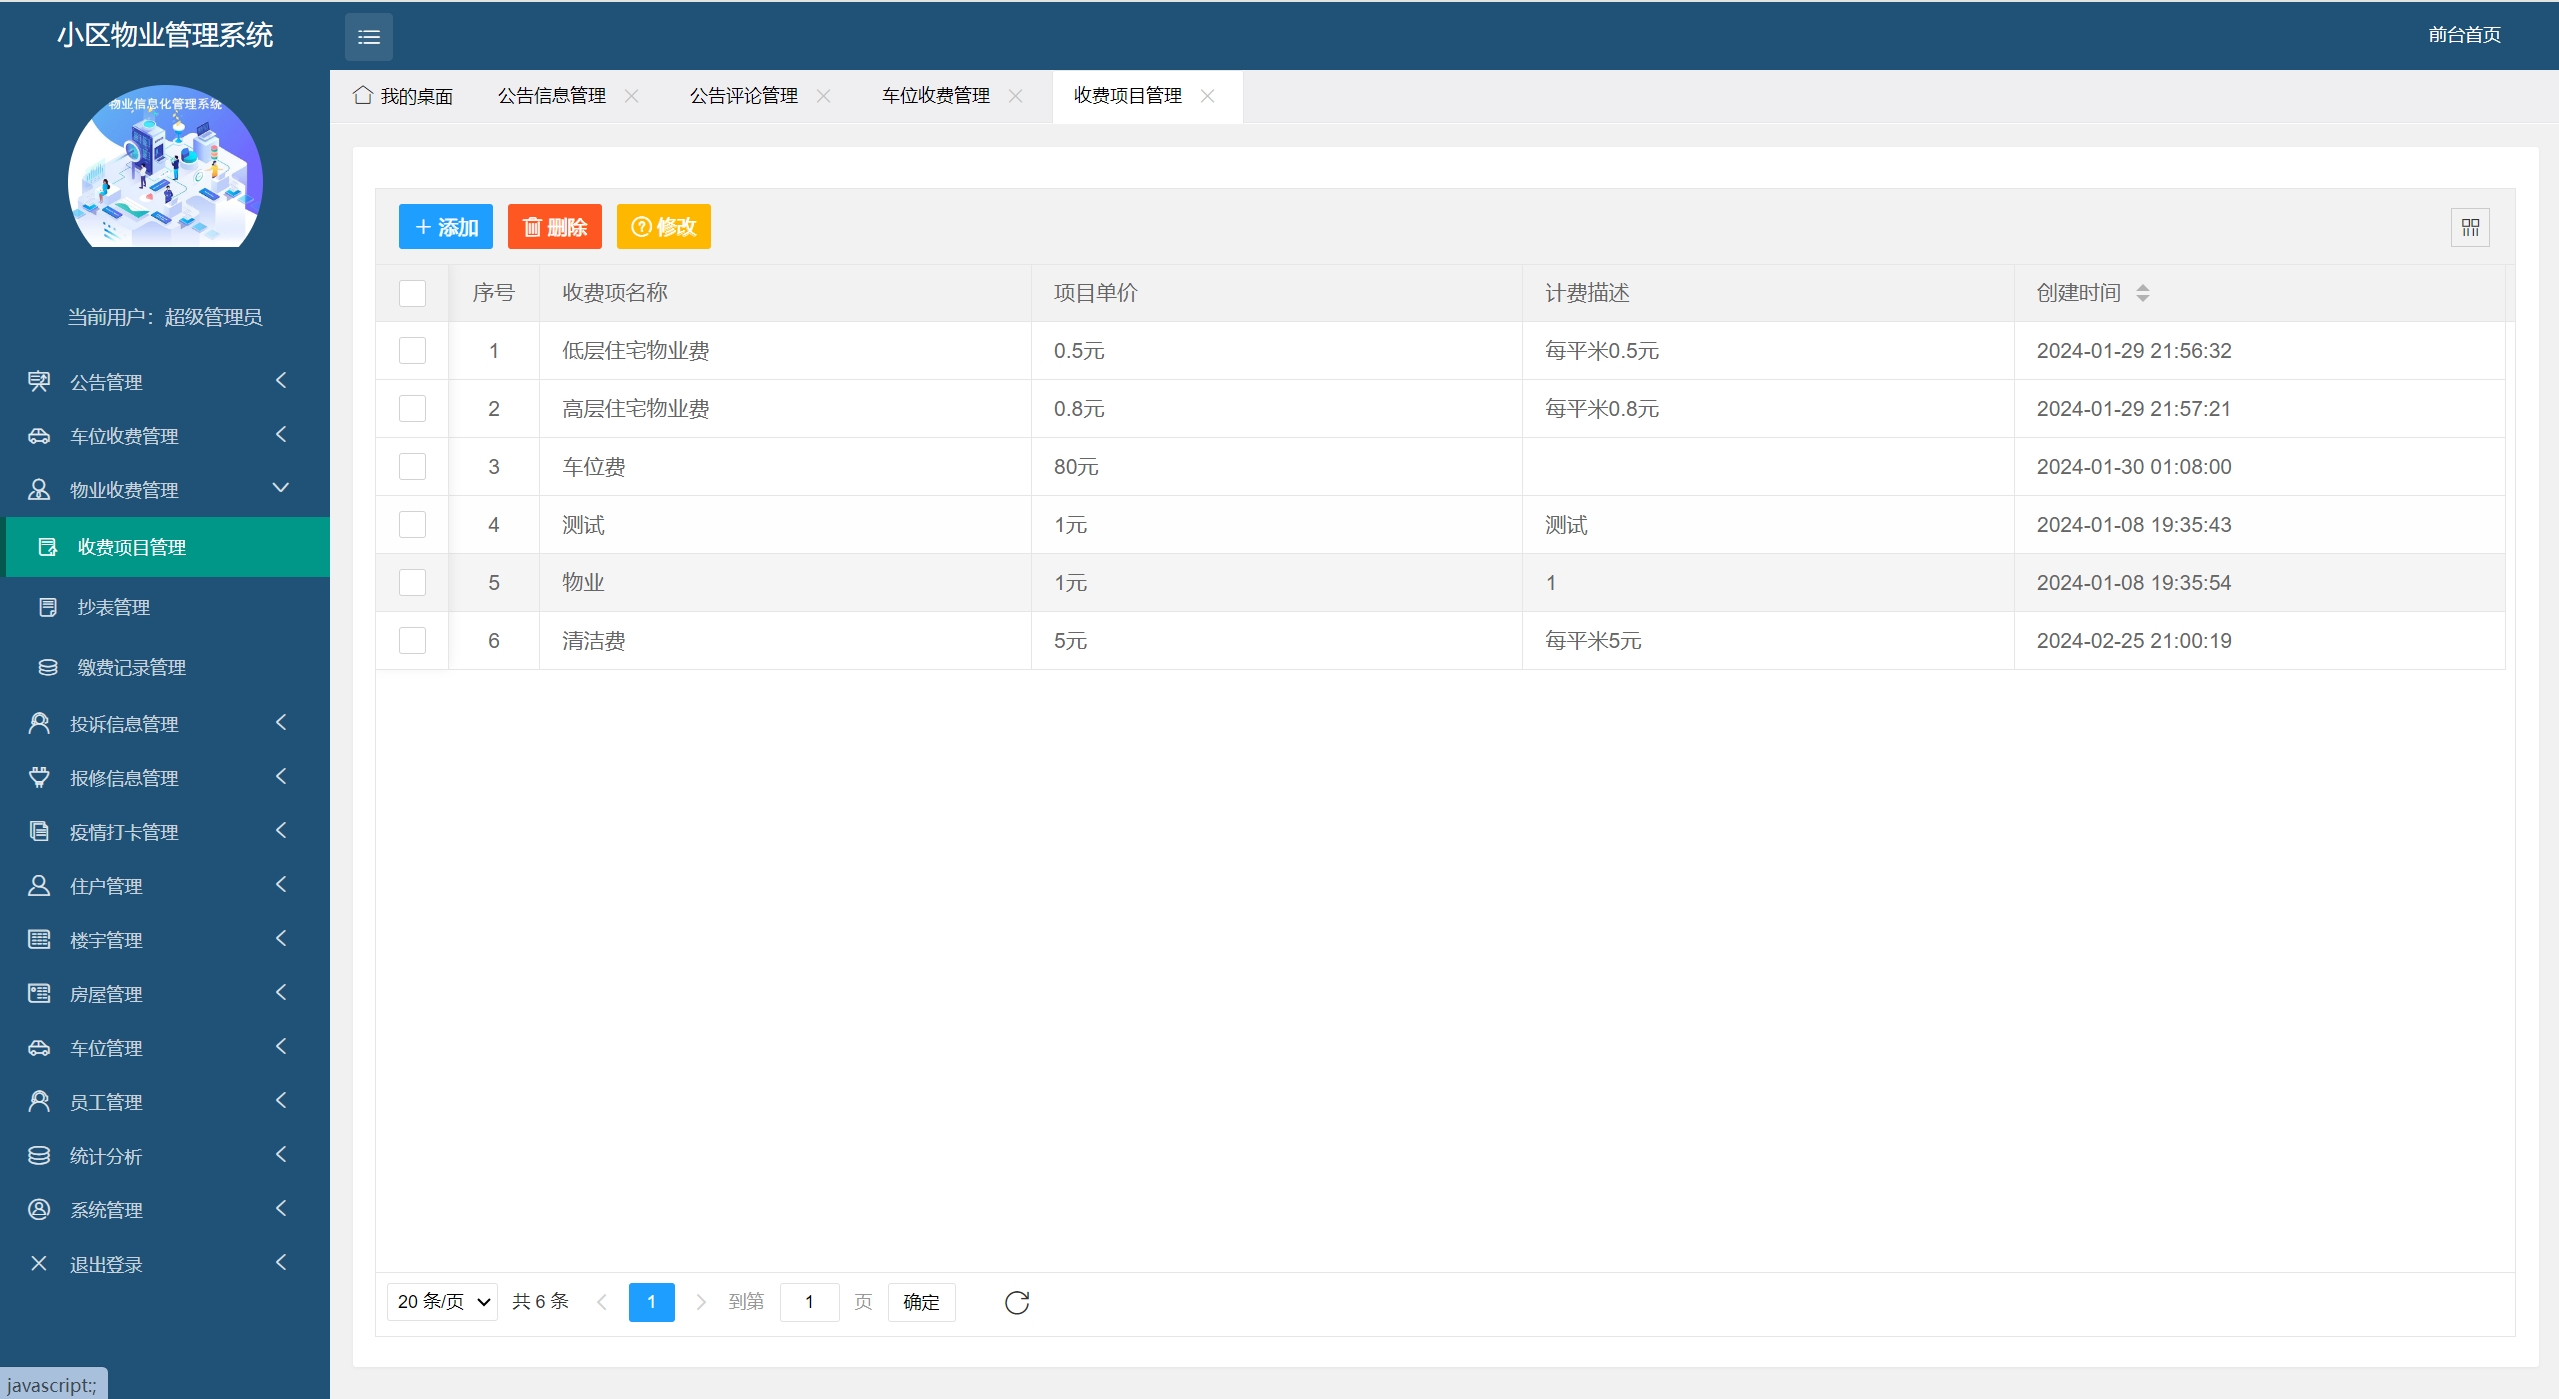 小区物业管理系统
前台首页
物业信息化管理系统
当前用户：超级管理员
公告管理
车位收费管理
物业收费管理
收费项目管理
抄表管理
缴费记录管理
投诉信息管理
报修信息管理
疫情打卡管理
住户管理
楼宇管理
房屋管理
车位管理
员工管理
统计分析
系统管理
退出登录
javascript:;
我的桌面 公告信息管理 公告评论管理 车位收费管理 收费项目管理
添加 删除 修改
序号 收费项名称 项目单价 计费描述 创建时间
1 低层住宅物业费 0.5元 每平米0.5元 2024-01-29 21:56:32
2 高层住宅物业费 0.8元 每平米0.8元 2024-01-29 21:57:21
3 车位费 80元 2024-01-30 01:08:00
4 测试 1元 测试 2024-01-08 19:35:43
5 物业 1元 1 2024-01-08 19:35:54
6 清洁费 5元 每平米5元 2024-02-25 21:00:19
20 条/页 共 6 条 1 到第 1 页 确定